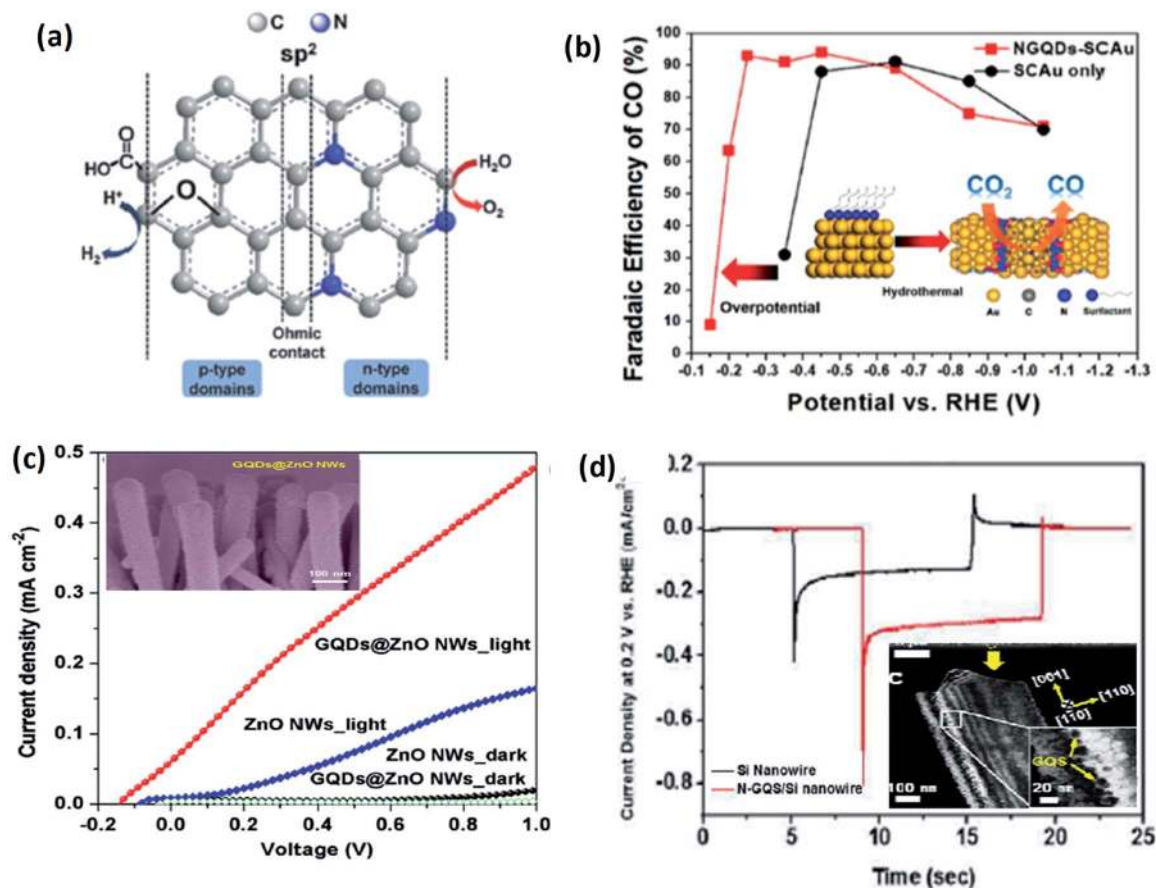 (a)
C
N
sp²
O
C
HO
O
H⁺
H₂
H₂O
O₂
Ohmic
contact
p-type
domains
n-type
domains
(b)
Faradaic Efficiency of CO (%)
100
90
80
70
60
50
40
30
20
10
0
NGQDs-SCAu
SCAu only
CO₂
CO
Overpotential
Hydrothermal
Au
C
N
Surfactant
-0.1 -0.2 -0.3 -0.4 -0.5 -0.6 -0.7 -0.8 -0.9 -1.0 -1.1 -1.2 -1.3
Potential vs. RHE (V)
(c)
Current density (mA cm⁻²)
0.5
0.4
0.3
0.2
0.1
0.0
GQDs@ZnO NWs
100 nm
GQDs@ZnO NWs_light
ZnO NWs_light
ZnO NWs_dark
GQDs@ZnO NWs_dark
-0.2 0.0 0.2 0.4 0.6 0.8 1.0
Voltage (V)
(d)
Current Density at 0.2 V vs. RHE (mA/cm²)
0.2
0.0
-0.2
-0.4
-0.6
-0.8
Si Nanowire
N-GQS/Si nanowire
C
[001]
[110]
[1-10]
GQS
100 nm
20 nm
0 5 10 15 20 25
Time (sec)